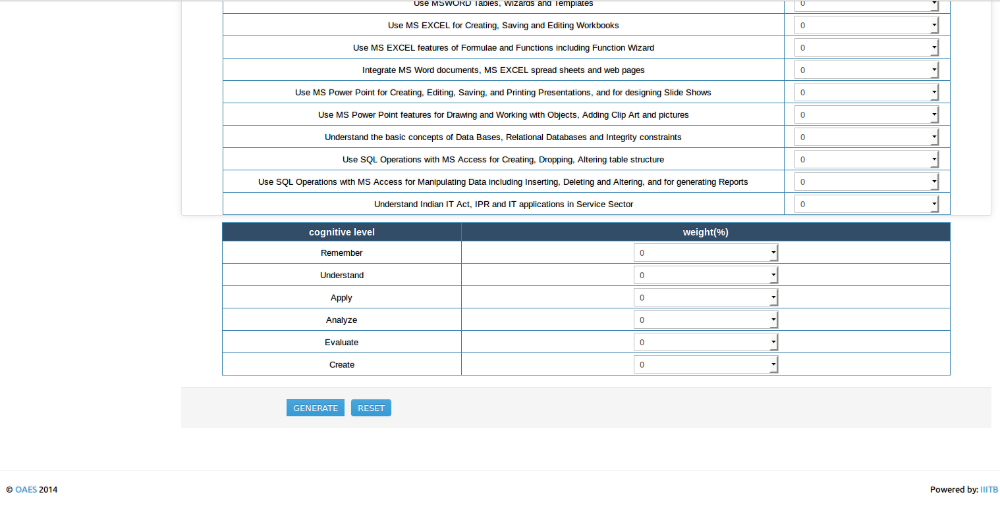 Use MSWORD Tables, Wizards and Templates 0
Use MS EXCEL for Creating, Saving and Editing Workbooks 0
Use MS EXCEL features of Formulae and Functions including Function Wizard 0
Integrate MS Word documents, MS EXCEL spread sheets and web pages 0
Use MS Power Point for Creating, Editing, Saving, and Printing Presentations, and for designing Slide Shows 0
Use MS Power Point features for Drawing and Working with Objects, Adding Clip Art and pictures 0
Understand the basic concepts of Data Bases, Relational Databases and Integrity constraints 0
Use SQL Operations with MS Access for Creating, Dropping, Altering table structure 0
Use SQL Operations with MS Access for Manipulating Data including Inserting, Deleting and Altering, and for generating Reports 0
Understand Indian IT Act, IPR and IT applications in Service Sector 0
cognitive level weight(%)
Remember 0
Understand 0
Apply 0
Analyze 0
Evaluate 0
Create 0
GENERATE RESET
© OAES 2014 Powered by: IIITB